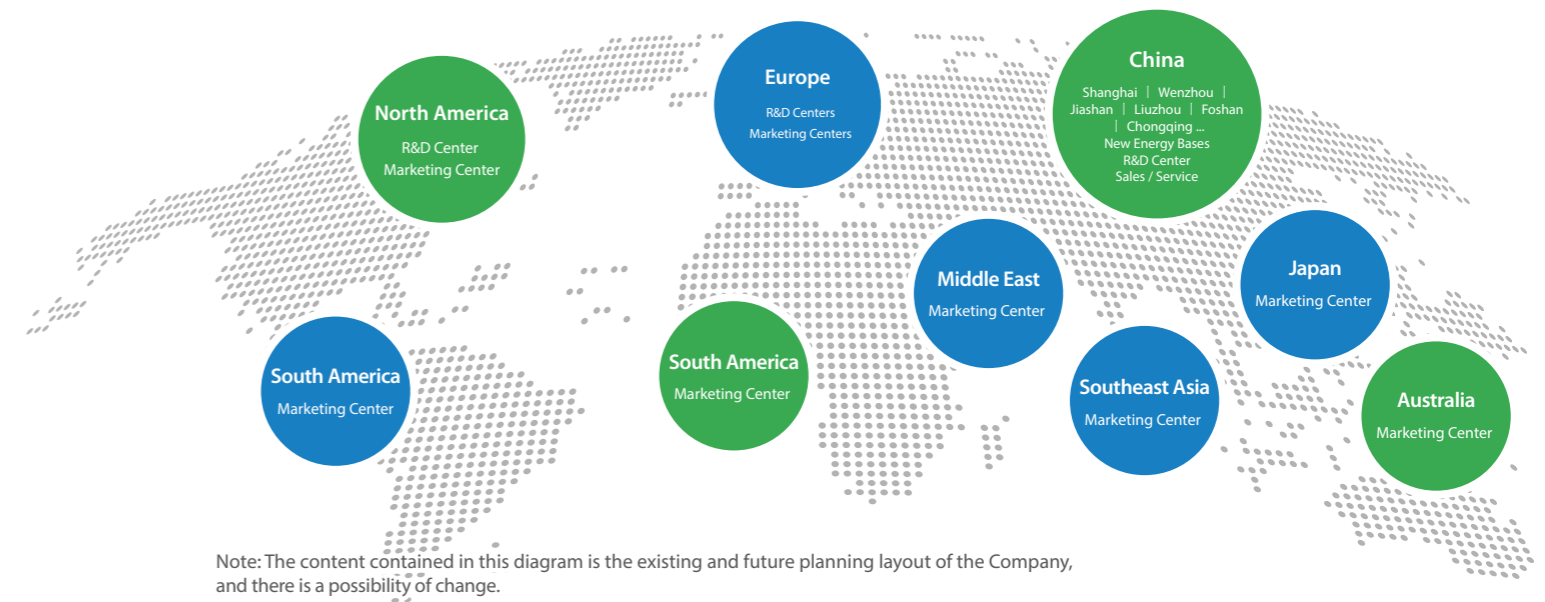 North America
R&D Center
Marketing Center
Europe
R&D Centers
Marketing Centers
China
Shanghai | Wenzhou |
Jiashan | Liuzhou | Foshan
| Chongqing ...
New Energy Bases
R&D Center
Sales / Service
South America
Marketing Center
South America
Marketing Center
Middle East
Marketing Center
Southeast Asia
Marketing Center
Japan
Marketing Center
Australia
Marketing Center
Note: The content contained in this diagram is the existing and future planning layout of the Company,
and there is a possibility of change.